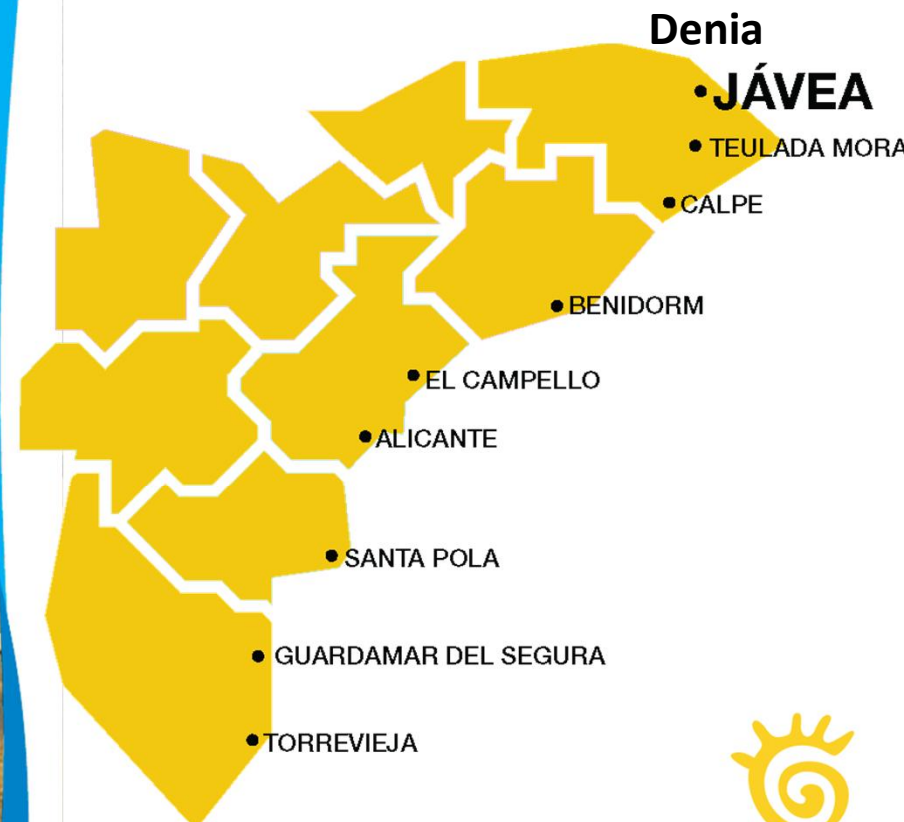 Denia
JÁVEA
TEULADA MORA
CALPE
BENIDORM
EL CAMPELLO
ALICANTE
SANTA POLA
GUARDAMAR DEL SEGURA
TORREVIEJA